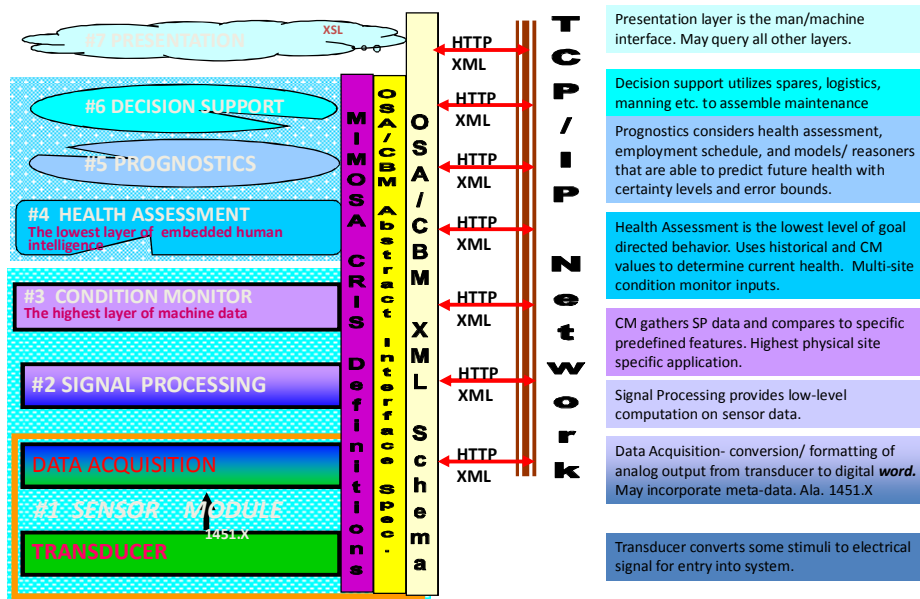 #7 PRESENTATION
XSL
#6 DECISION SUPPORT
#5 PROGNOSTICS
#4 HEALTH ASSESSMENT
The lowest layer of embedded human
intelligence
#3 CONDITION MONITOR
The highest layer of machine data
#2 SIGNAL PROCESSING
DATA ACQUISITION
#1 SENSOR MODULE
1451.X
TRANSDUCER
MIMOSA CRIS Definitions
OSA/CBM Abstract Interface Spec.
OSA/CBM XML Schema
HTTP
XML
HTTP
XML
HTTP
XML
HTTP
XML
HTTP
XML
HTTP
XML
HTTP
XML
TCP/IP NetWork
Presentation layer is the man/machine
interface. May query all other layers.
Decision support utilizes spares, logistics,
manning etc. to assemble maintenance
Prognostics considers health assessment,
employment schedule, and models/ reasoners
that are able to predict future health with
certainty levels and error bounds.
Health Assessment is the lowest level of goal
directed behavior. Uses historical and CM
values to determine current health. Multi-site
condition monitor inputs.
CM gathers SP data and compares to specific
predefined features. Highest physical site
specific application.
Signal Processing provides low-level
computation on sensor data.
Data Acquisition- conversion/ formatting of
analog output from transducer to digital word.
May incorporate meta-data. Ala. 1451.X
Transducer converts some stimuli to electrical
signal for entry into system.